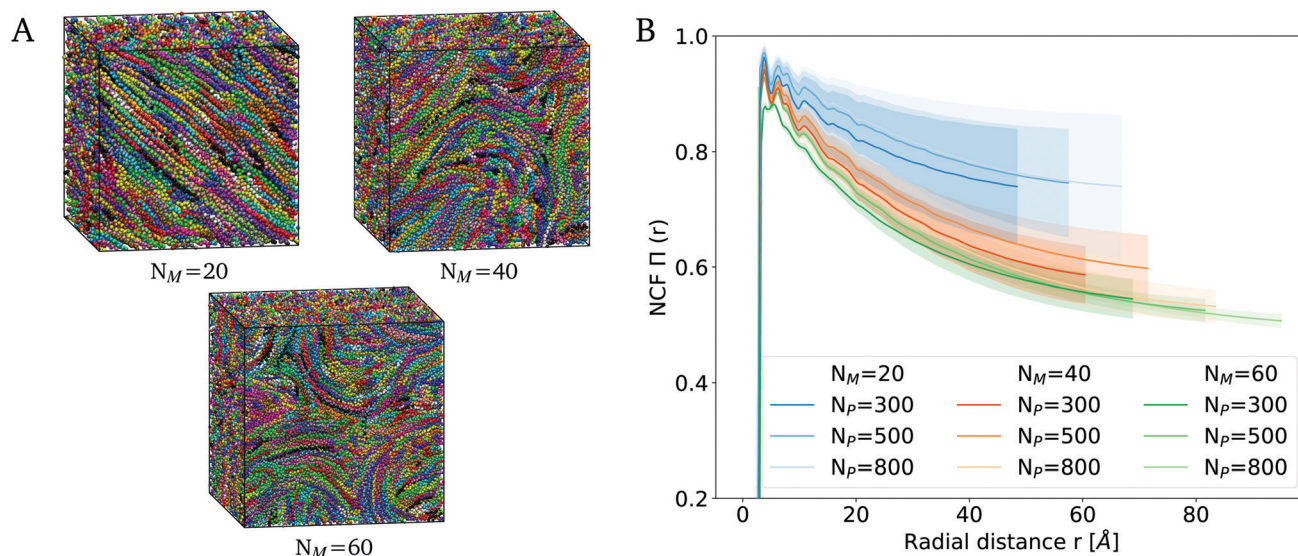 A
N_M=20
N_M=40
N_M=60
B
NCF Π (r)
1.0
0.8
0.6
0.4
0.2
N_M=20 N_M=40 N_M=60
N_P=300 N_P=300 N_P=300
N_P=500 N_P=500 N_P=500
N_P=800 N_P=800 N_P=800
0 20 40 60 80
Radial distance r [Å]